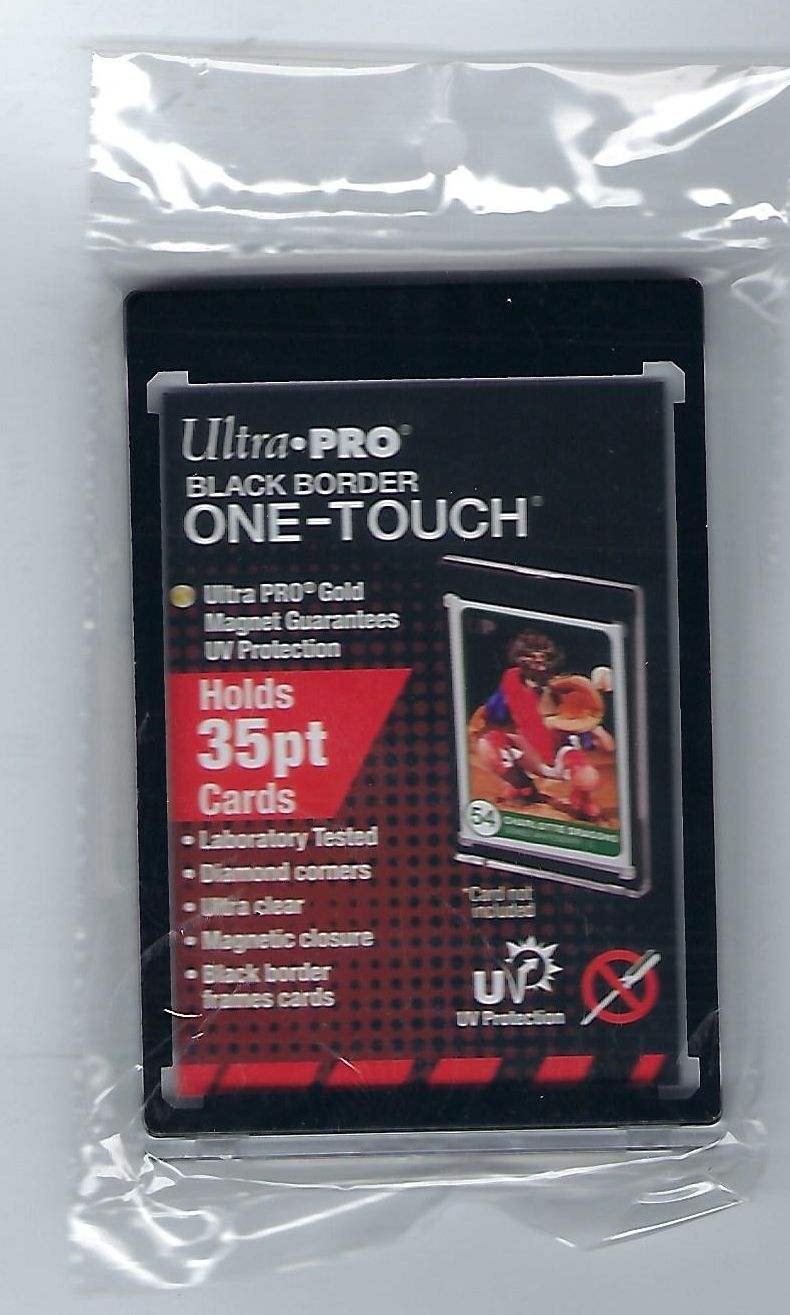 Ultra•PRO®
BLACK BORDER
ONE-TOUCH®
Ultra PRO® Gold
Magnet Guarantees
UV Protection
Holds
35pt
Cards
• Laboratory Tested
• Diamond corners
• Ultra clear
• Magnetic closure
• Black border
frames cards
54
*Card not
included
UV
UV Protection